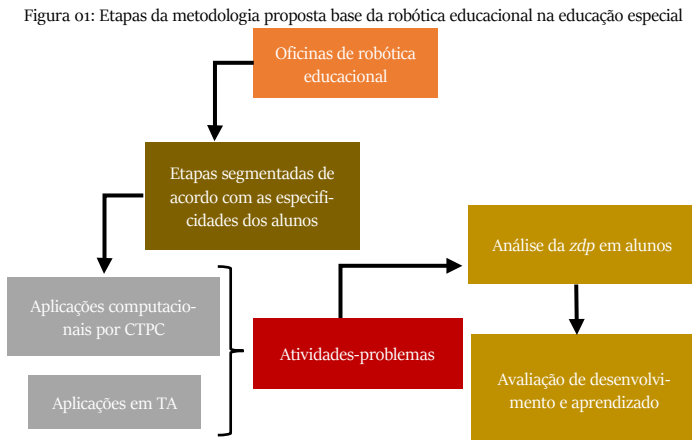 Figura 01: Etapas da metodologia proposta base da robótica educacional na educação especial
Oficinas de robótica
educacional
Etapas segmentadas de
acordo com as especifi-
cidades dos alunos
Aplicações computacio-
nais por CTPC
Aplicações em TA
Atividades-problemas
Análise da zdp em alunos
Avaliação de desenvolvi-
mento e aprendizado